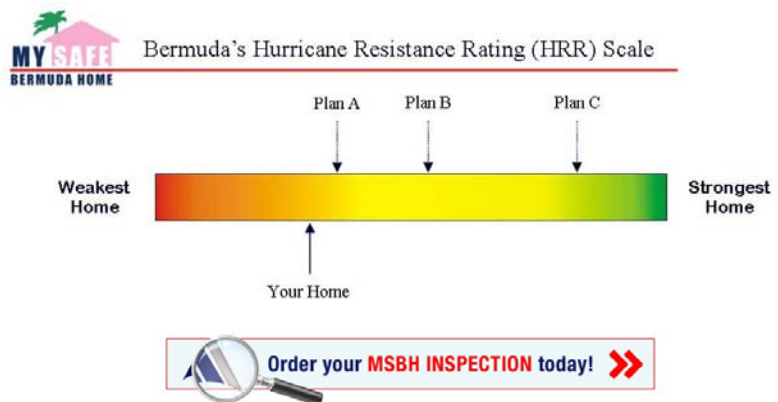 MY SAFE
BERMUDA HOME
Bermuda's Hurricane Resistance Rating (HRR) Scale
Plan A Plan B Plan C
Weakest
Home
Strongest
Home
Your Home
Order your MSBH INSPECTION today!